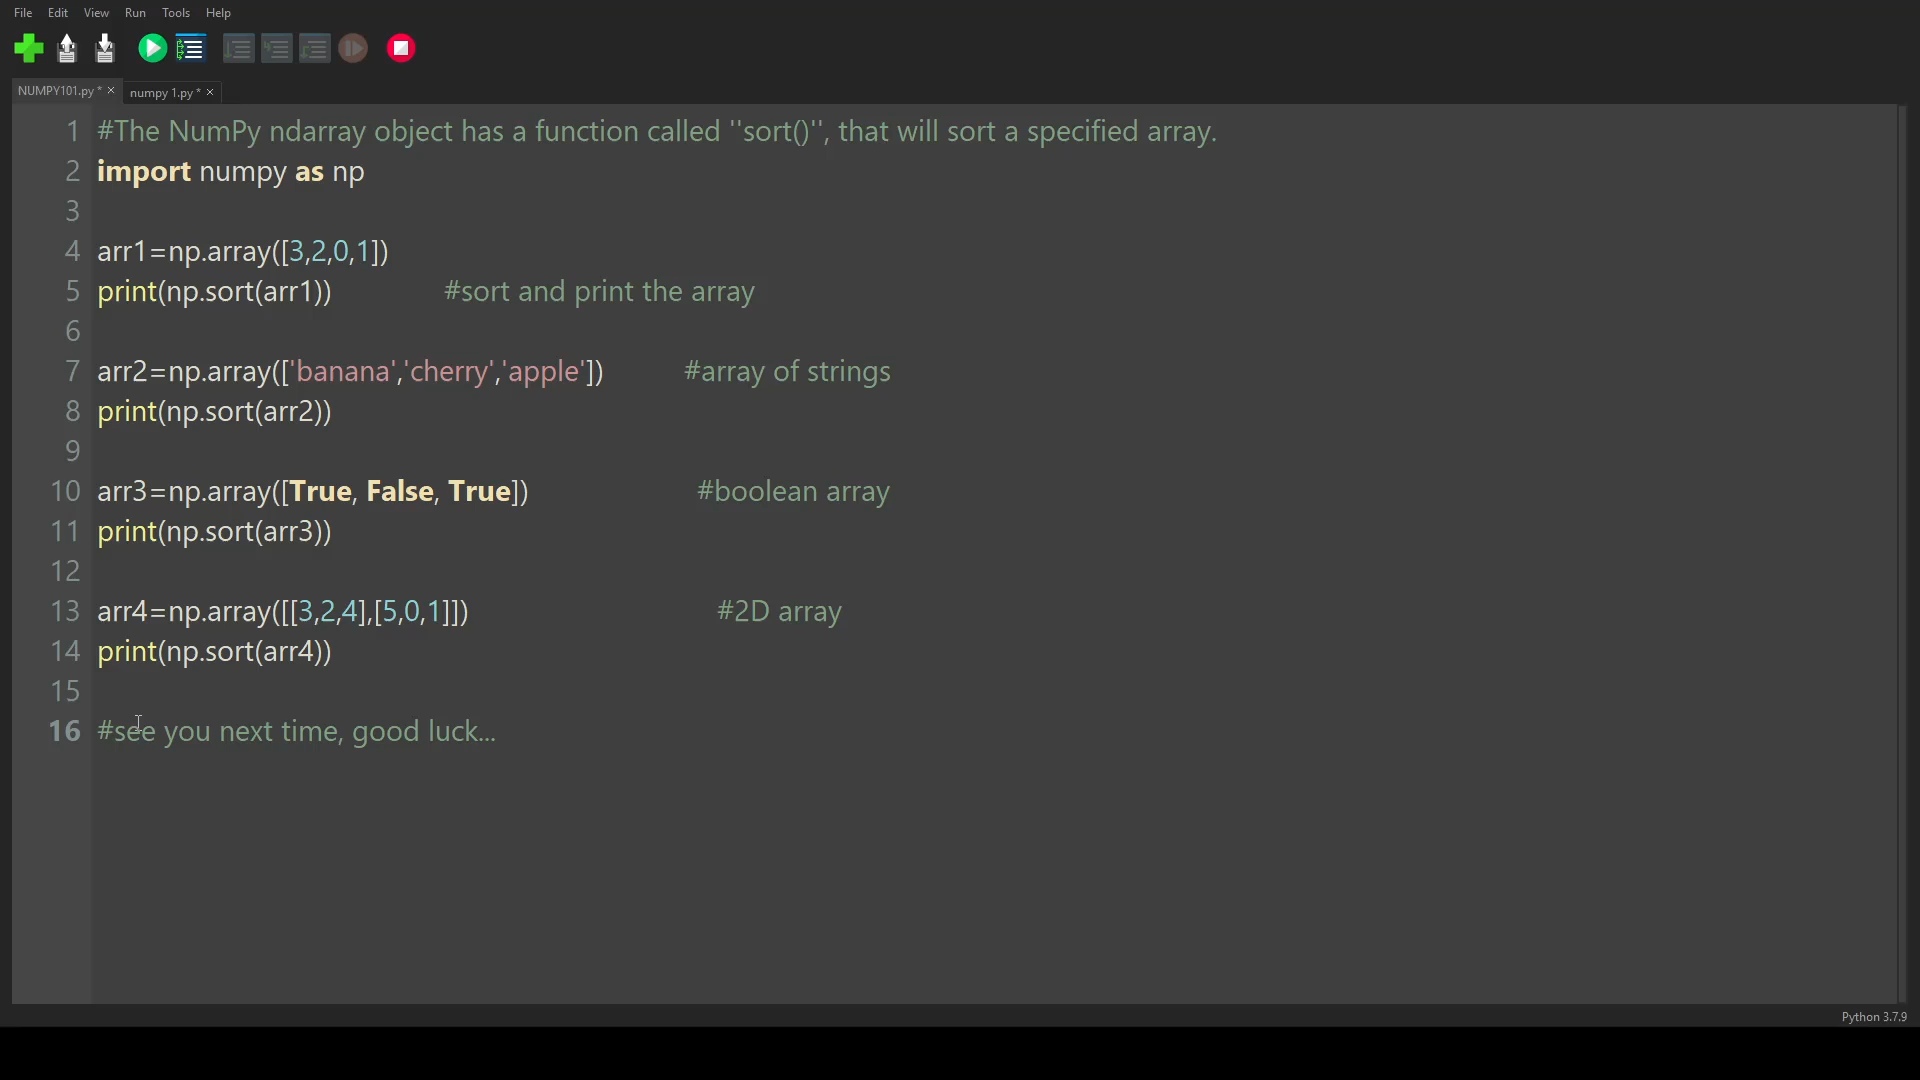 File Edit View Run Tools Help
NUMPY101.py * ×
numpy 1.py * ×
1 #The NumPy ndarray object has a function called ''sort()'', that will sort a specified array.
2 import numpy as np
3
4 arr1=np.array([3,2,0,1])
5 print(np.sort(arr1)) #sort and print the array
6
7 arr2=np.array(['banana','cherry','apple']) #array of strings
8 print(np.sort(arr2))
9
10 arr3=np.array([True, False, True]) #boolean array
11 print(np.sort(arr3))
12
13 arr4=np.array([[3,2,4],[5,0,1]]) #2D array
14 print(np.sort(arr4))
15
16 #see you next time, good luck...
Python 3.7.9